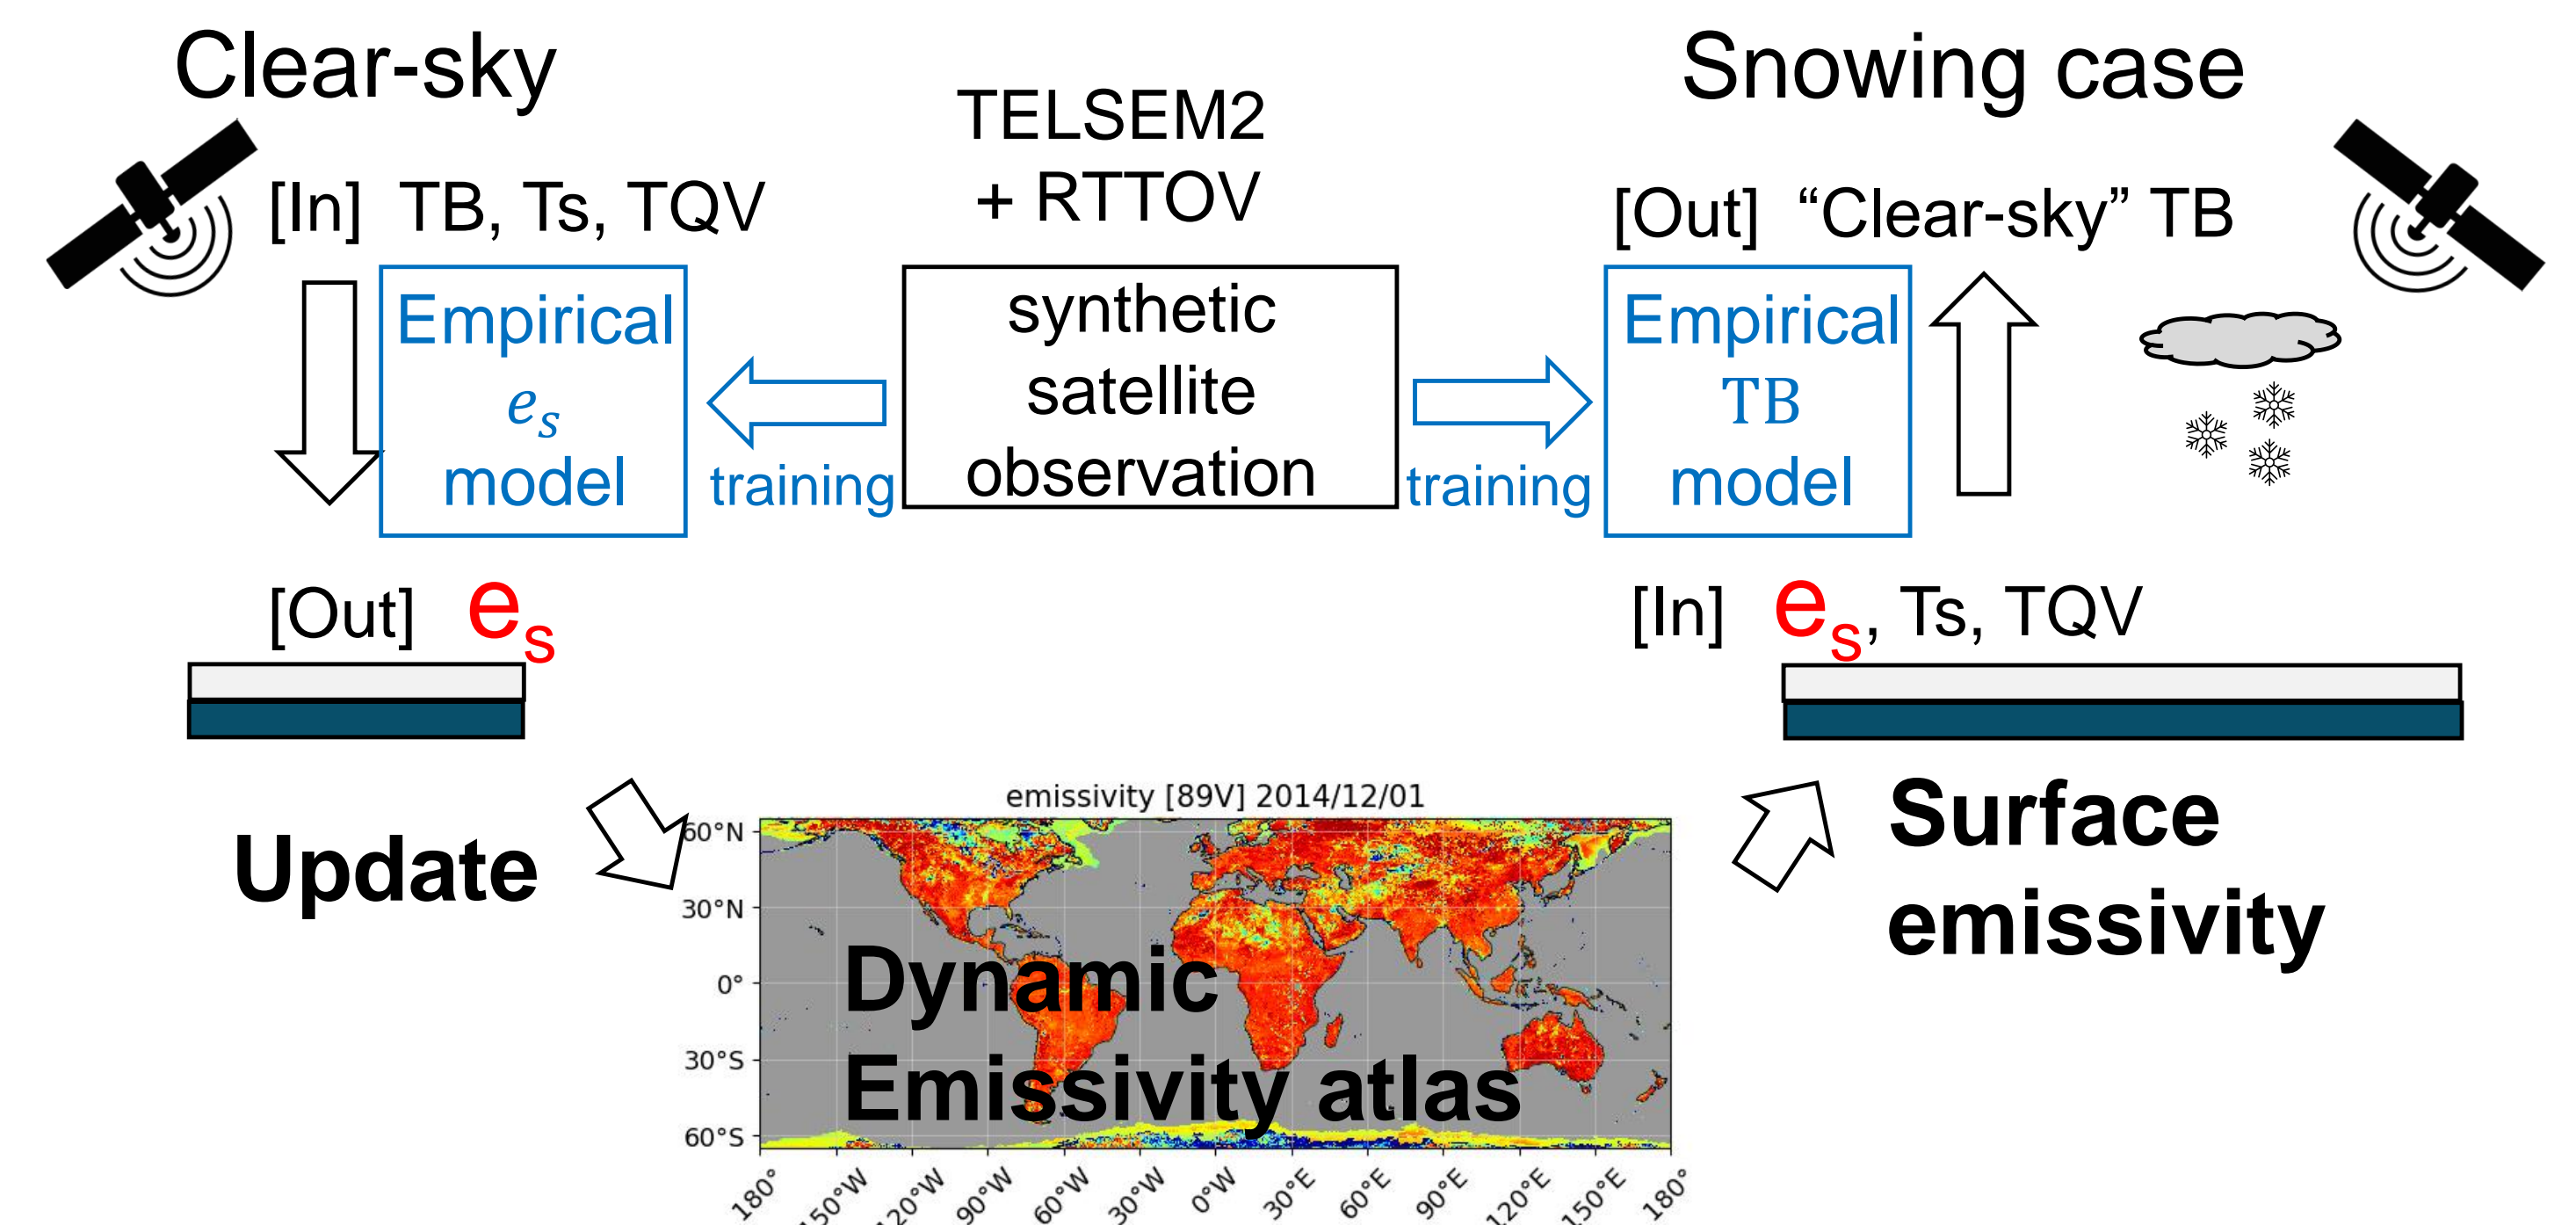 Clear-sky
[In] TB, Ts, TQV
Empirical
e_s
model
training
[Out] e_s
TELSEM2
+ RTTOV
synthetic
satellite
observation
training
Snowing case
[Out] “Clear-sky” TB
Empirical
TB
model
[In] e_s, Ts, TQV
Update
emissivity [89V] 2014/12/01
60°N
30°N
0°
30°S
60°S
180° 150°W 120°W 90°W 60°W 30°W 0°W 30°E 60°E 90°E 120°E 150°E 180°
Dynamic
Emissivity atlas
Surface
emissivity